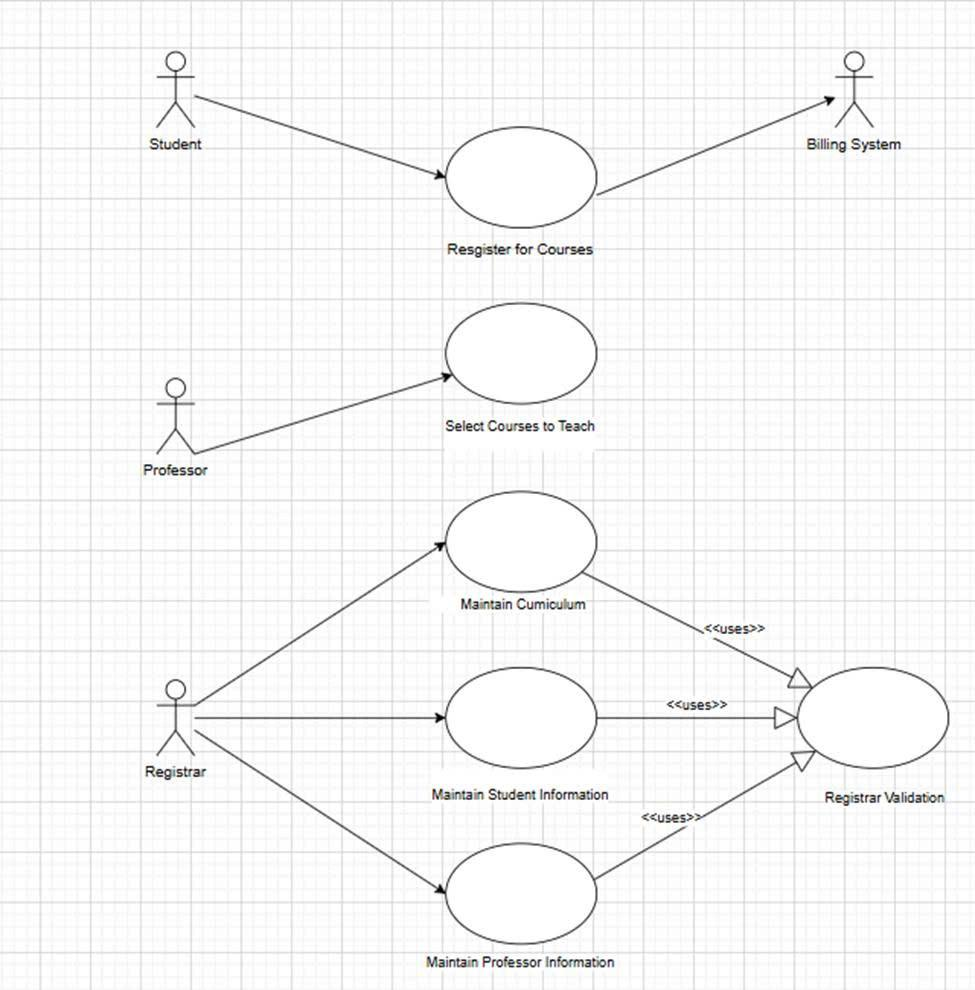 Student
Billing System
Resgister for Courses
Select Courses to Teach
Professor
Maintain Cumiculum
<<uses>>
<<uses>>
Registrar
Maintain Student Information
Registrar Validation
<<uses>>
Maintain Professor Information